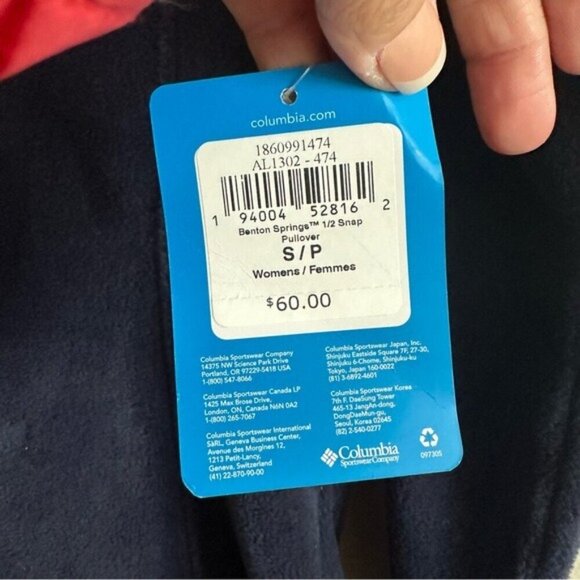 columbia.com
1860991474
AL1302 - 474
1 94004 52816 2
Benton Springs™ 1/2 Snap
Pullover
S / P
Womens / Femmes
$60.00
Columbia Sportswear Company
14375 NW Science Park Drive
Portland, OR 97229-5418 USA
1-(800) 547-8066
Columbia Sportswear Canada LP
1425 Max Brose Drive,
London, ON, Canada N6N 0A2
1-(800) 265-7067
Columbia Sportswear International
SàRL, Geneva Business Center,
Avenue des Morgines 12,
1213 Petit-Lancy,
Geneva, Switzerland
(41) 22-870-90-00
Columbia Sportswear Japan, Inc.
Shinjuku Eastside Square 7F, 27-30,
Shinjuku 6-Chome, Shinjuku-ku
Tokyo, Japan 160-0022
(81) 3-6892-4601
Columbia Sportswear Korea
7th F. DaeSung Tower
465-13 JangAn-dong,
DongDaeMun-gu,
Seoul, Korea 02645
(82) 2-540-0277
Columbia
Sportswear Company
097305